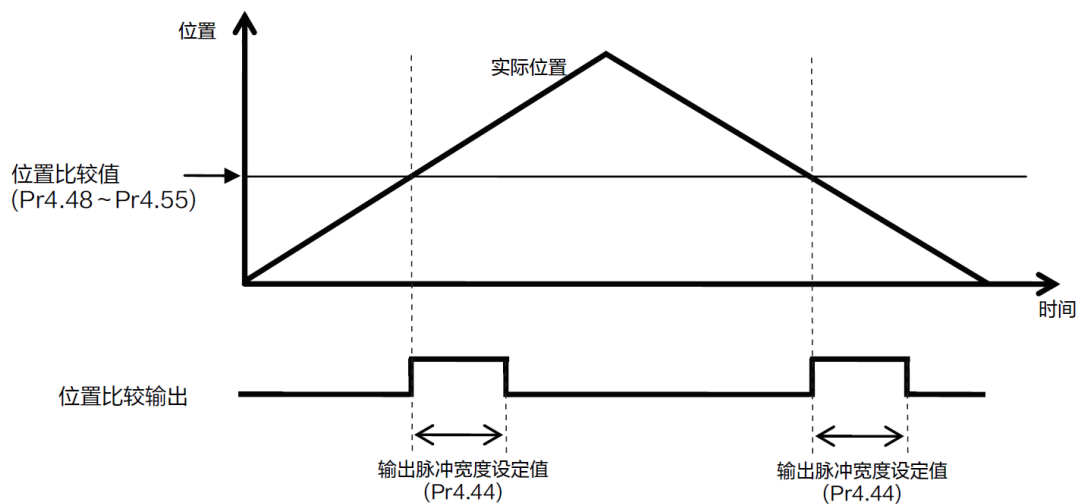 位置
实际位置
位置比较值
(Pr4.48~Pr4.55)
时间
位置比较输出
输出脉冲宽度设定值
(Pr4.44)
输出脉冲宽度设定值
(Pr4.44)